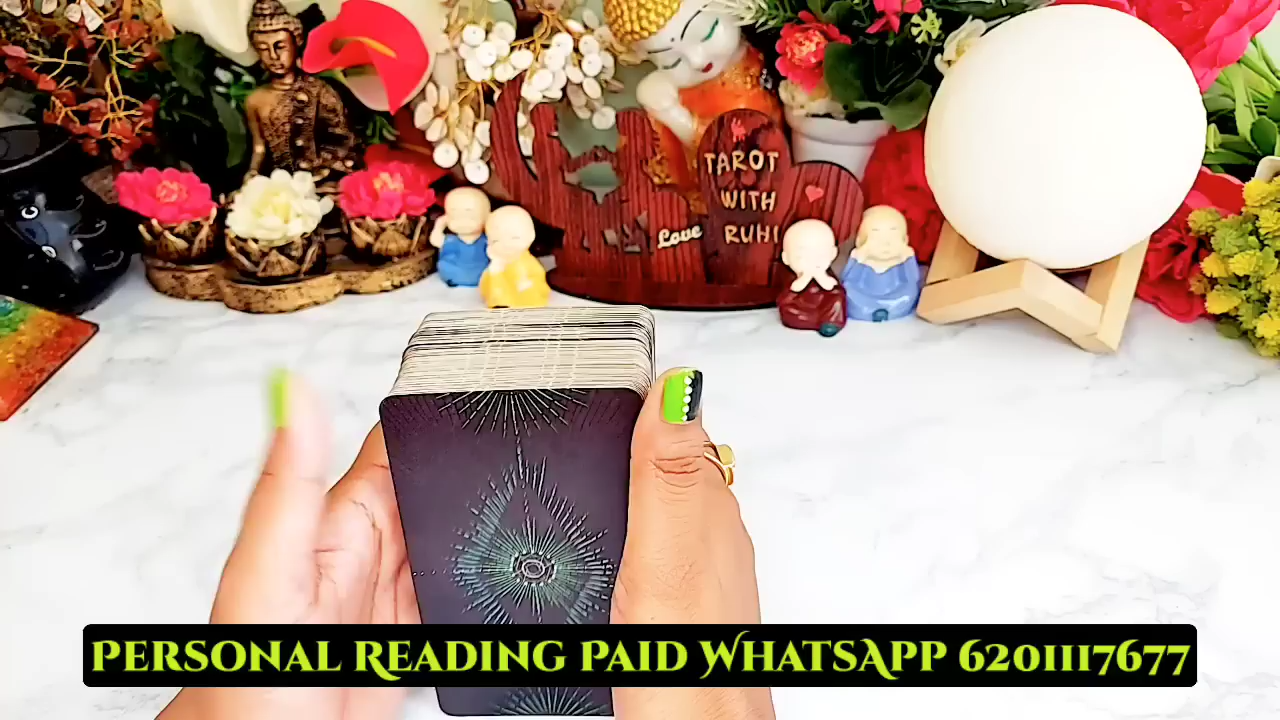 TAROT
WITH
RUHI
Love
PERSONAL READING PAID WHATSAPP 6201117677